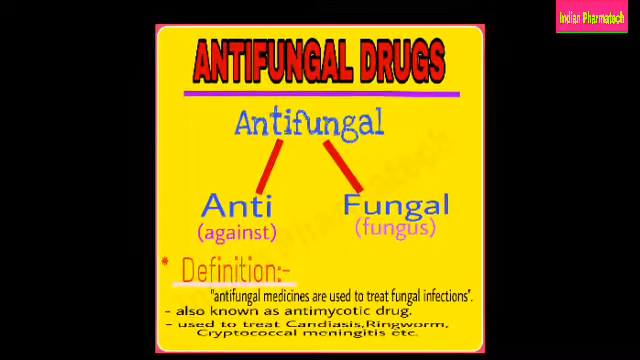 Indian Pharmatech
ANTIFUNGAL DRUGS
Antifungal
Anti Fungal
(against) (fungus)
* Definition:-
"antifungal medicines are used to treat fungal infections".
- also known as antimycotic drug.
- used to treat Candiasis,Ringworm,
Cryptococcal meningitis etc.